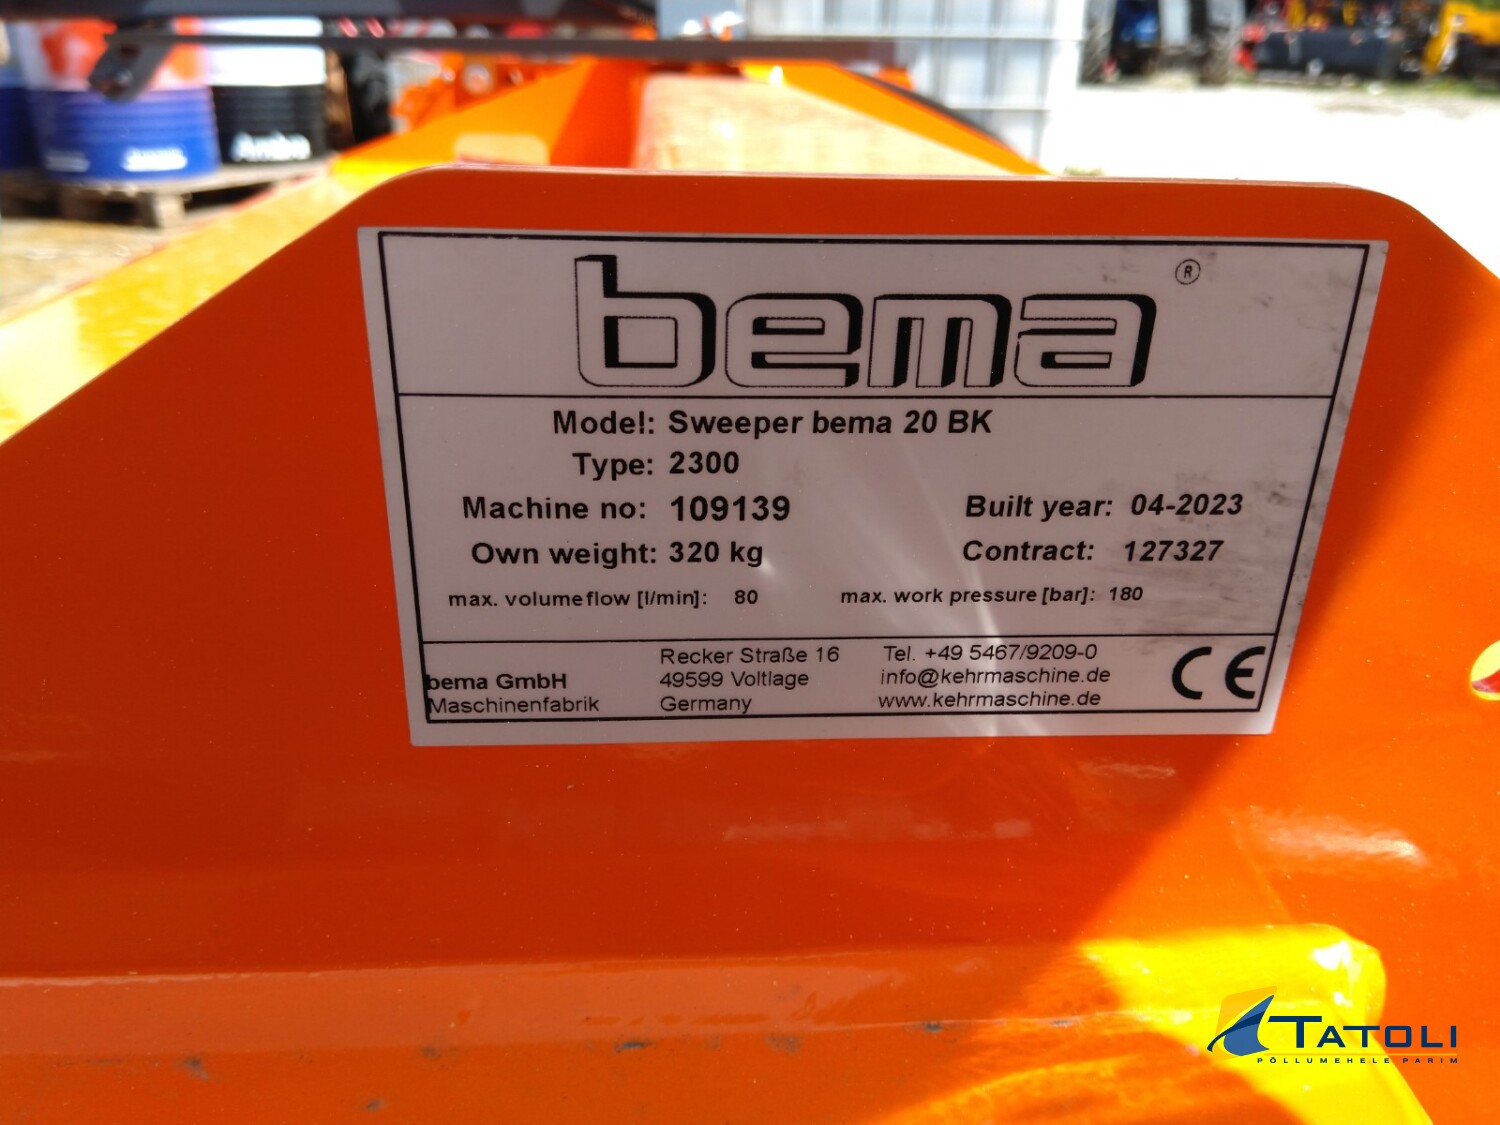 Ambra
bema ®
Model: Sweeper bema 20 BK
Type: 2300
Machine no: 109139 Built year: 04-2023
Own weight: 320 kg Contract: 127327
max. volumeflow [l/min]: 80 max. work pressure [bar]: 180
bema GmbH
Maschinenfabrik
Recker Straße 16
49599 Voltlage
Germany
Tel. +49 5467/9209-0
info@kehrmaschine.de
www.kehrmaschine.de
CE
TATOLI
PÕLLUMEHELE PARIM